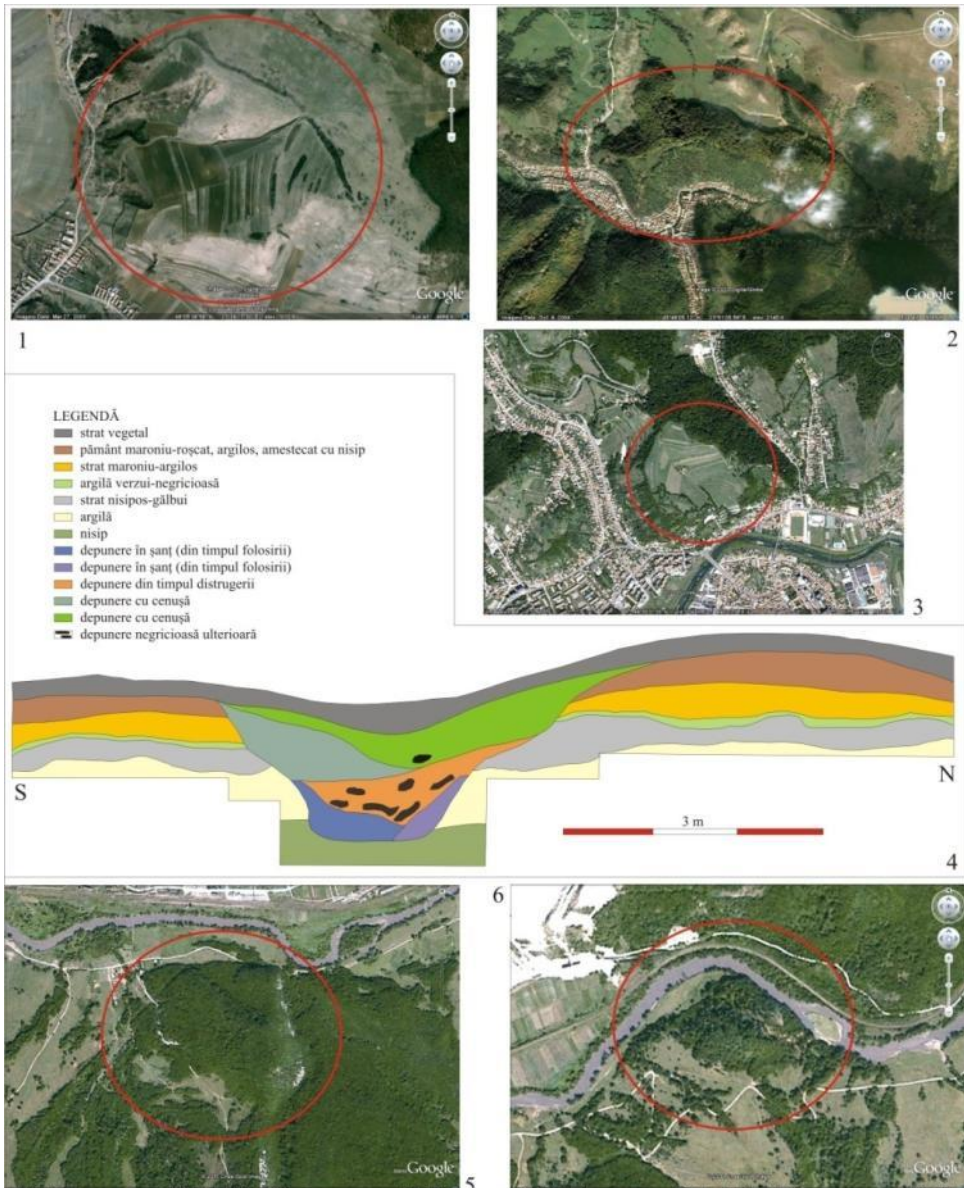 Google
1
Google
2
3
LEGENDĂ
strat vegetal
pământ maroniu-roșcat, argilos, amestecat cu nisip
strat maroniu-argilos
argilă verzui-negricioasă
strat nisipos-gălbui
argilă
nisip
depunere în șanț (din timpul folosirii)
depunere în șanț (din timpul folosirii)
depunere din timpul distrugerii
depunere cu cenușă
depunere cu cenușă
depunere negricioasă ulterioară
S
N
3 m
4
Google
5
6
Google